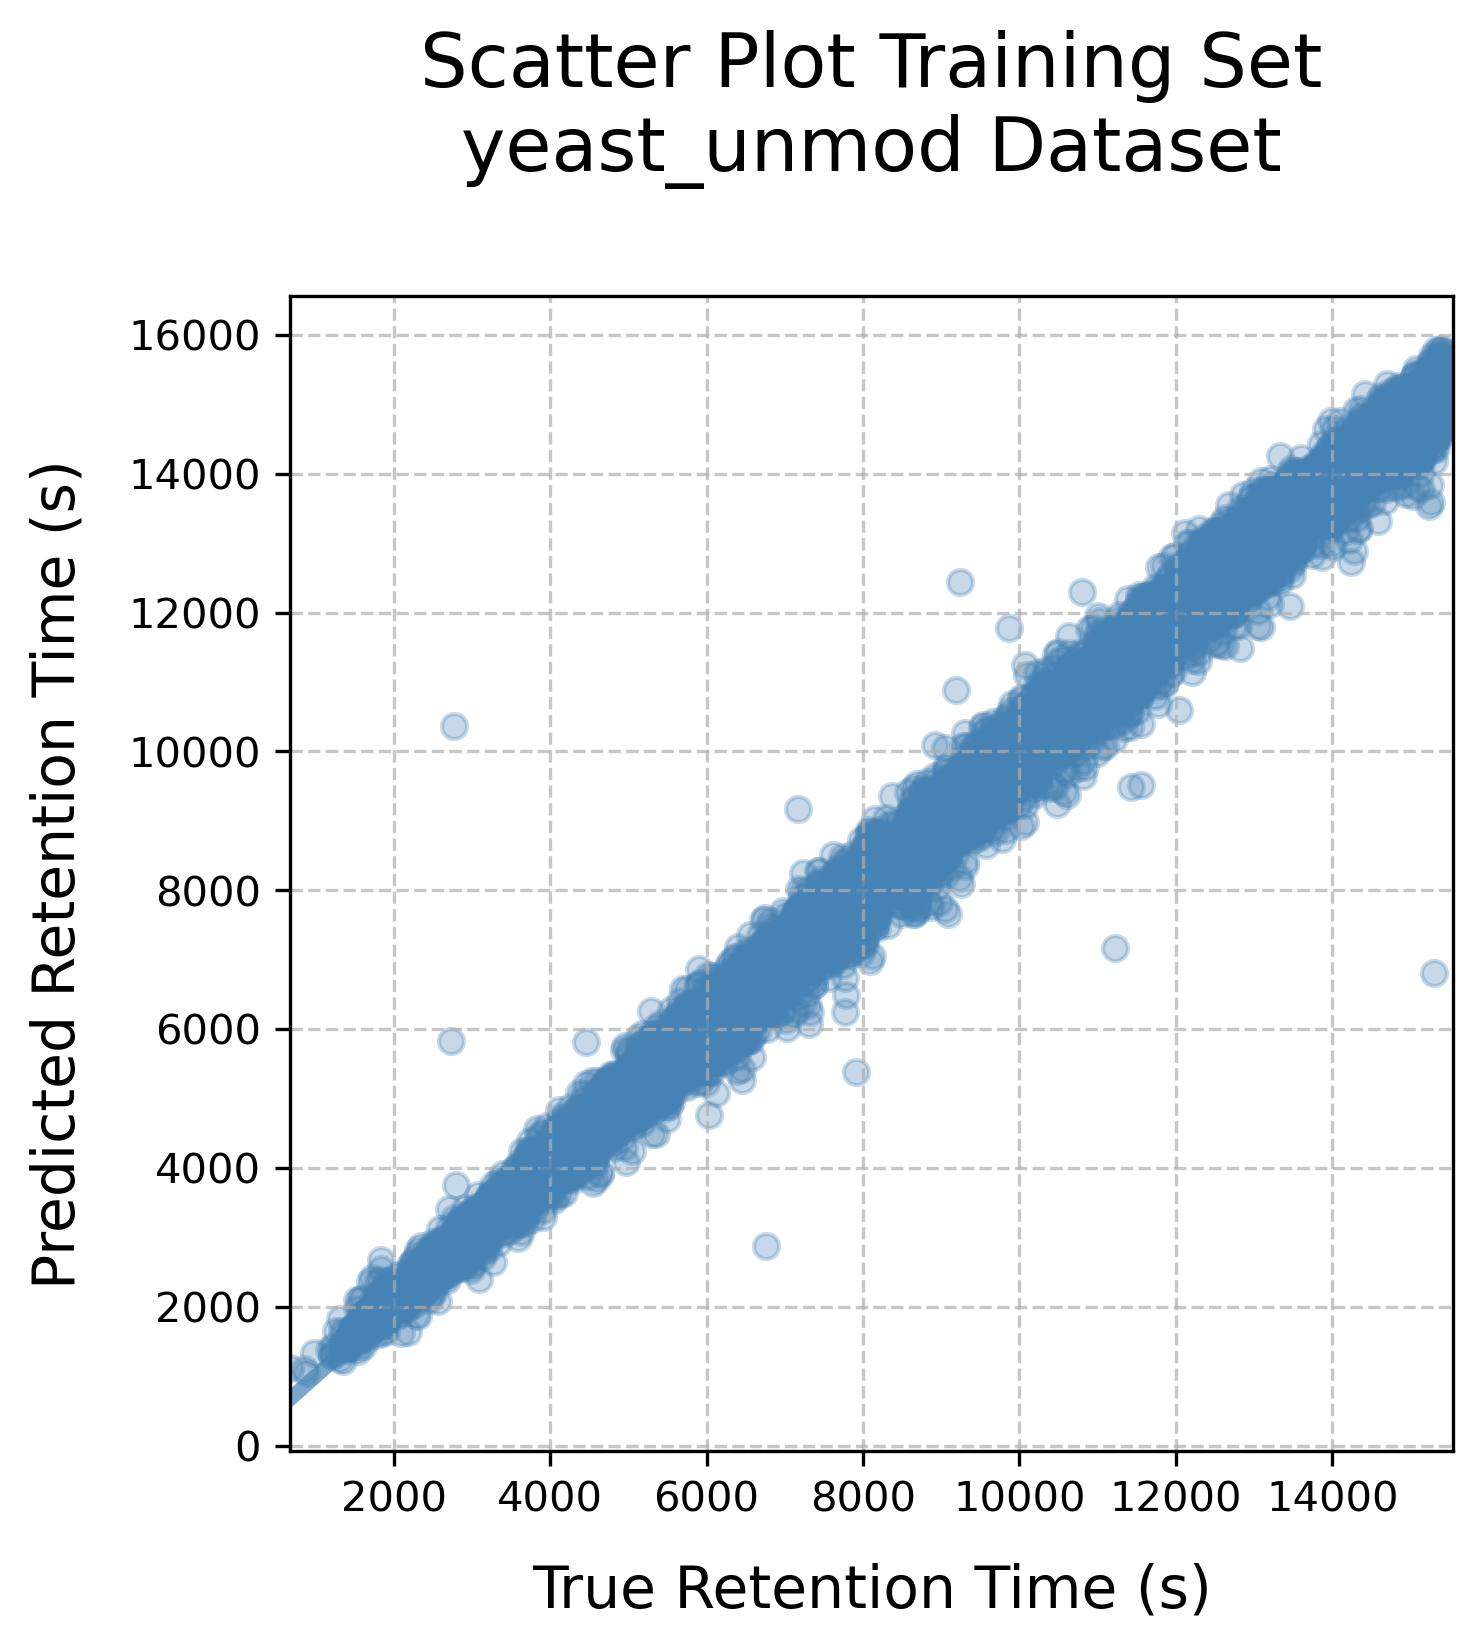 Scatter Plot Training Set
yeast_unmod Dataset
16000
14000
12000
10000
8000
6000
4000
2000
0
Predicted Retention Time (s)
2000 4000 6000 8000 10000 12000 14000
True Retention Time (s)